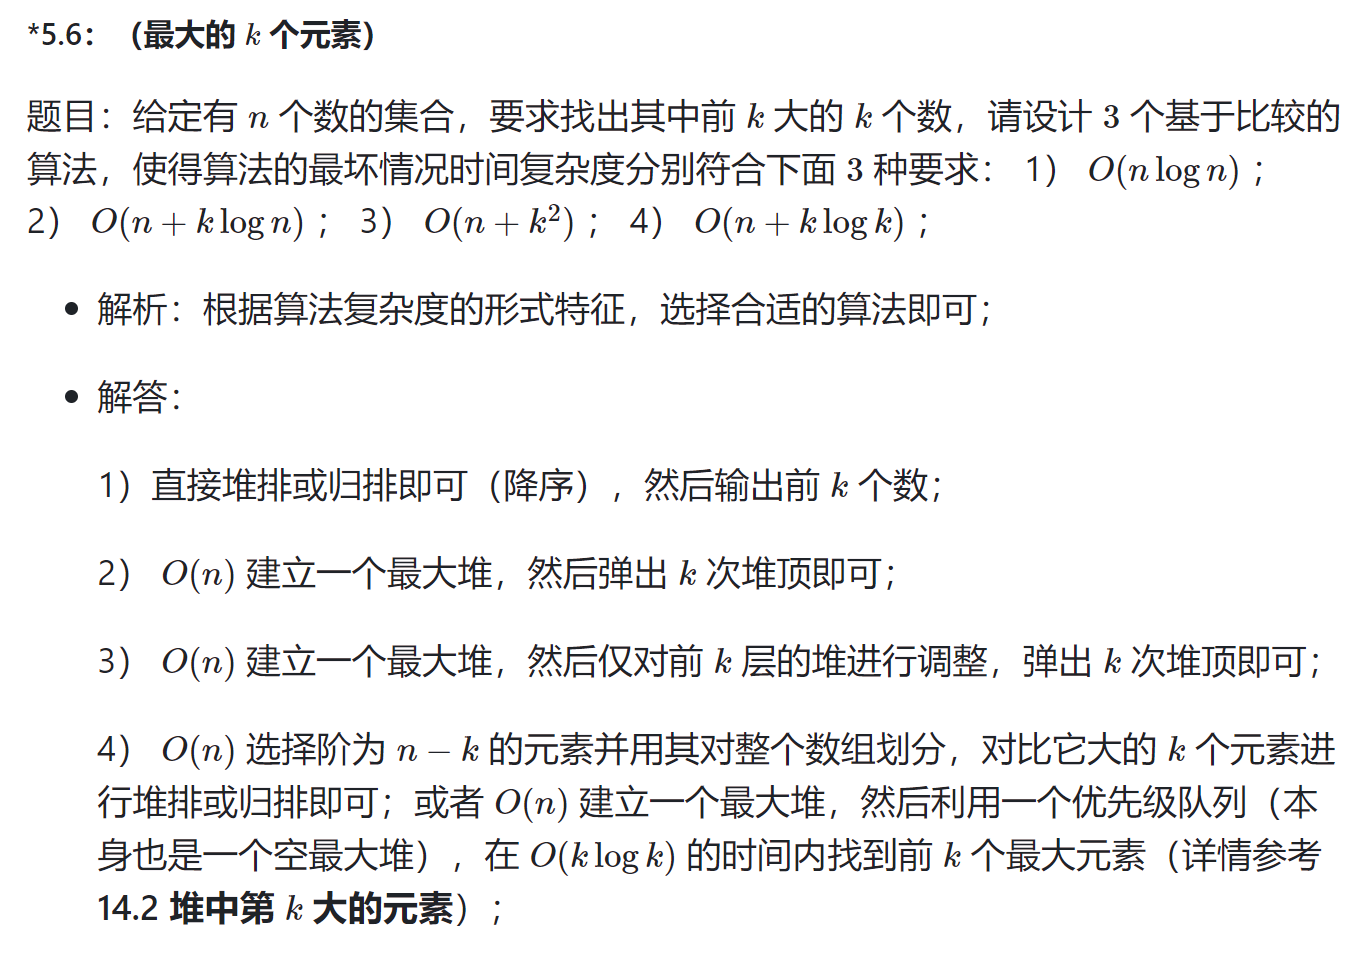 *5.6：（最大的 k 个元素）
题目：给定有 n 个数的集合，要求找出其中前 k 大的 k 个数，请设计 3 个基于比较的
算法，使得算法的最坏情况时间复杂度分别符合下面 3 种要求： 1） O(n log n) ；
2） O(n + k log n) ； 3） O(n + k²) ； 4） O(n + k log k) ；
• 解析：根据算法复杂度的形式特征，选择合适的算法即可；
• 解答：
1）直接堆排或归排即可（降序），然后输出前 k 个数；
2） O(n) 建立一个最大堆，然后弹出 k 次堆顶即可；
3） O(n) 建立一个最大堆，然后仅对前 k 层的堆进行调整，弹出 k 次堆顶即可；
4） O(n) 选择阶为 n − k 的元素并用其对整个数组划分，对比它大的 k 个元素进
行堆排或归排即可；或者 O(n) 建立一个最大堆，然后利用一个优先级队列（本
身也是一个空最大堆），在 O(k log k) 的时间内找到前 k 个最大元素（详情参考
14.2 堆中第 k 大的元素）；